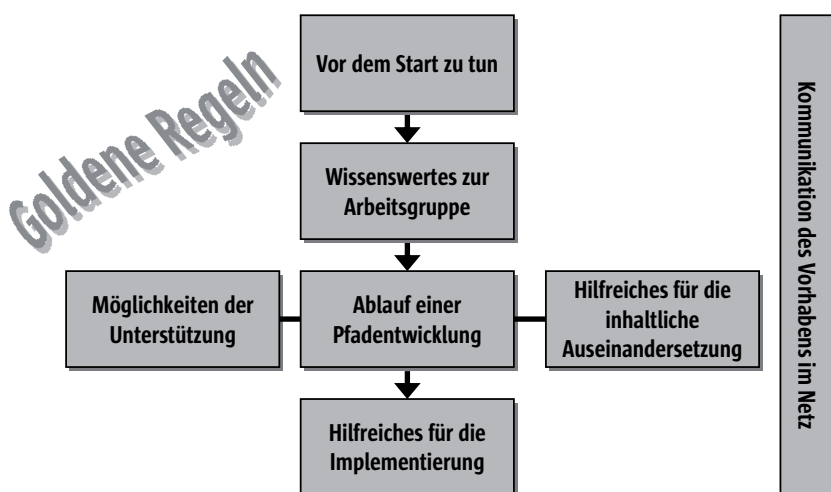 Goldene Regeln
Vor dem Start zu tun
Wissenswertes zur
Arbeitsgruppe
Möglichkeiten der
Unterstützung
Ablauf einer
Pfadentwicklung
Hilfreiches für die
inhaltliche
Auseinandersetzung
Hilfreiches für die
Implementierung
Kommunikation des Vorhabens im Netz